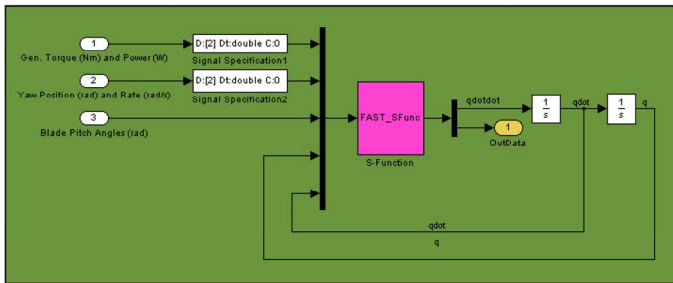 1
D:[2] Dt:double C:0
Gen. Torque (Nm) and Power (W)
Signal Specification1
2
D:[2] Dt:double C:0
Yaw Position (rad) and Rate (rad/s)
Signal Specification2
3
Blade Pitch Angles (rad)
FAST_SFunc
S-Function
qdotdot
1
OutData
1
s
qdot
1
s
q
qdot
q